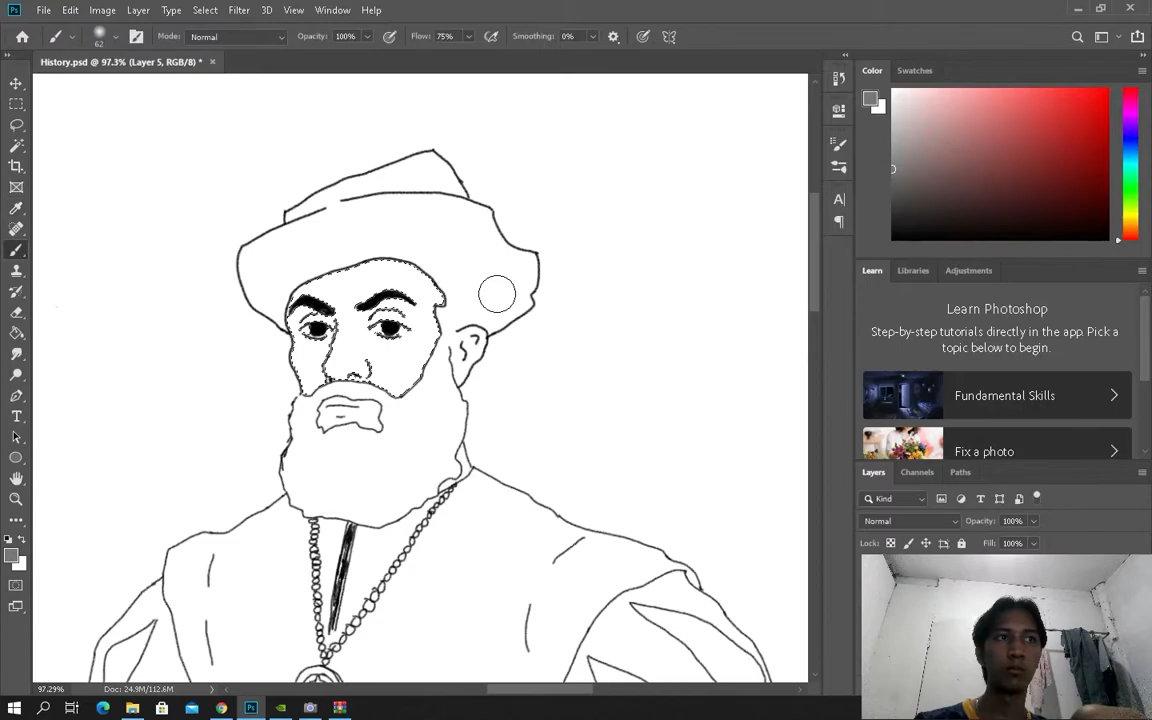 Ps File Edit Image Layer Type Select Filter 3D View Window Help
62 Mode: Normal Opacity: 100% Flow: 75% Smoothing: 0%
History.psd @ 97.3% (Layer 5, RGB/8) *
Color Swatches
Learn Libraries Adjustments
Learn Photoshop
Step-by-step tutorials directly in the app. Pick a
topic below to begin.
Fundamental Skills
Fix a photo
Layers Channels Paths
Kind
Normal Opacity: 100%
Lock: Fill: 100%
97.29% Doc: 24.9M/112.6M
Ps